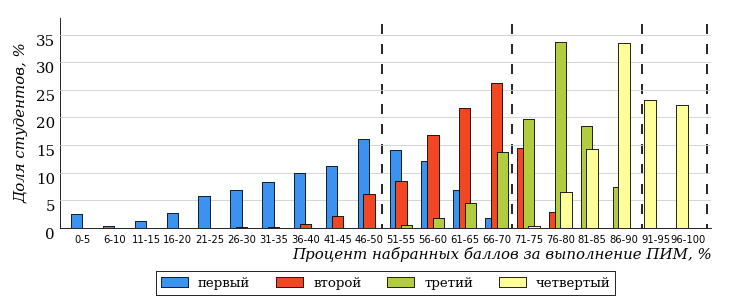 Доля студентов, %
35
30
25
20
15
10
5
0
0-5 6-10 11-15 16-20 21-25 26-30 31-35 36-40 41-45 46-50 51-55 56-60 61-65 66-70 71-75 76-80 81-85 86-90 91-95 96-100
Процент набранных баллов за выполнение ПИМ, %
первый второй третий четвертый